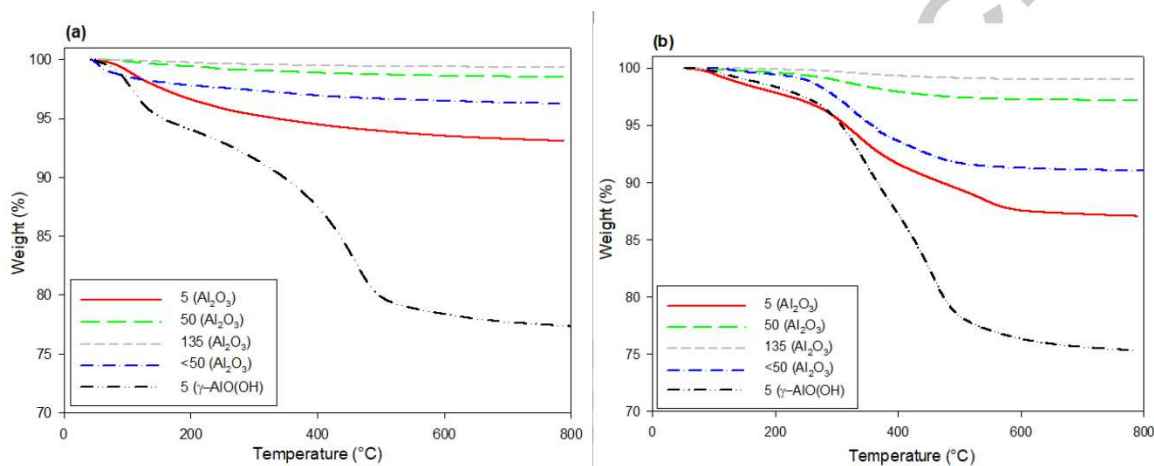 (a)
100
95
90
85
80
75
70
Weight (%)
5 (Al₂O₃)
50 (Al₂O₃)
135 (Al₂O₃)
<50 (Al₂O₃)
5 (γ–AlO(OH)
0
200
400
600
800
Temperature (°C)
(b)
100
95
90
85
80
75
70
Weight (%)
5 (Al₂O₃)
50 (Al₂O₃)
135 (Al₂O₃)
<50 (Al₂O₃)
5 (γ–AlO(OH)
0
200
400
600
800
Temperature (°C)